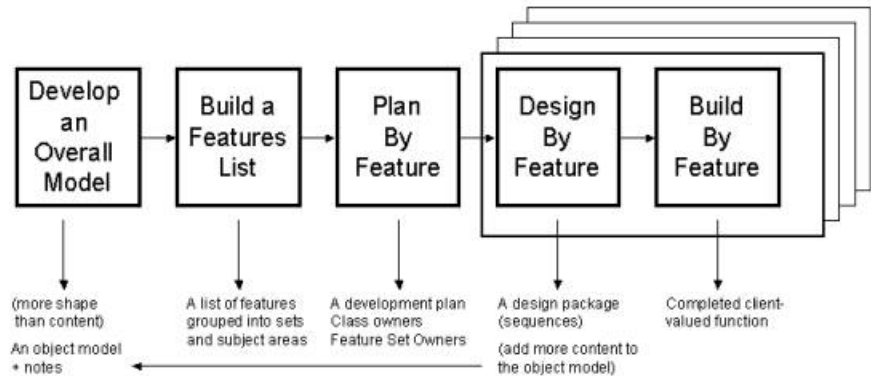 Develop
an
Overall
Model
Build a
Features
List
Plan
By
Feature
Design
By
Feature
Build
By
Feature
(more shape
than content)
An object model
+ notes
A list of features
grouped into sets
and subject areas
A development plan
Class owners
Feature Set Owners
A design package
(sequences)
(add more content to
the object model)
Completed client-
valued function